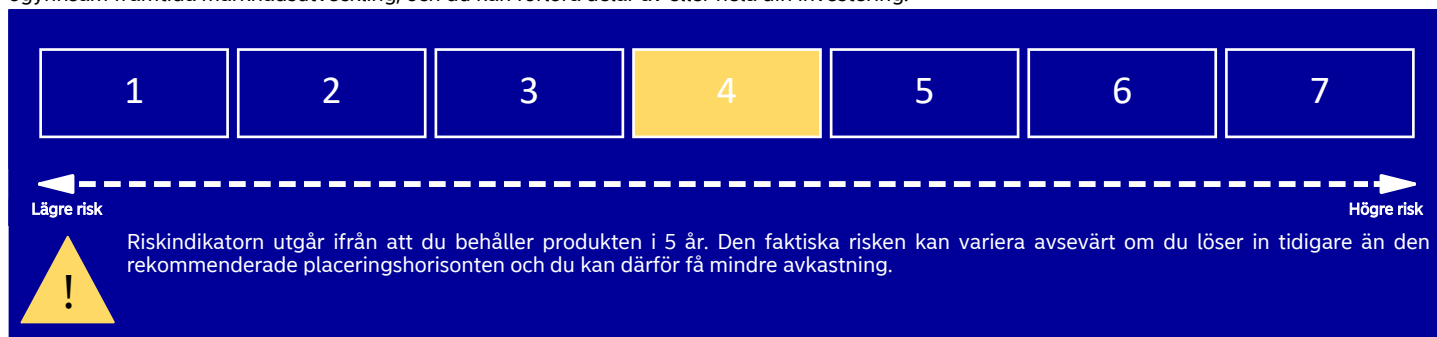 1 2 3 4 5 6 7
Lägre risk Högre risk
Riskindikatorn utgår ifrån att du behåller produkten i 5 år. Den faktiska risken kan variera avsevärt om du löser in tidigare än den
rekommenderade placeringshorisonten och du kan därför få mindre avkastning.
!